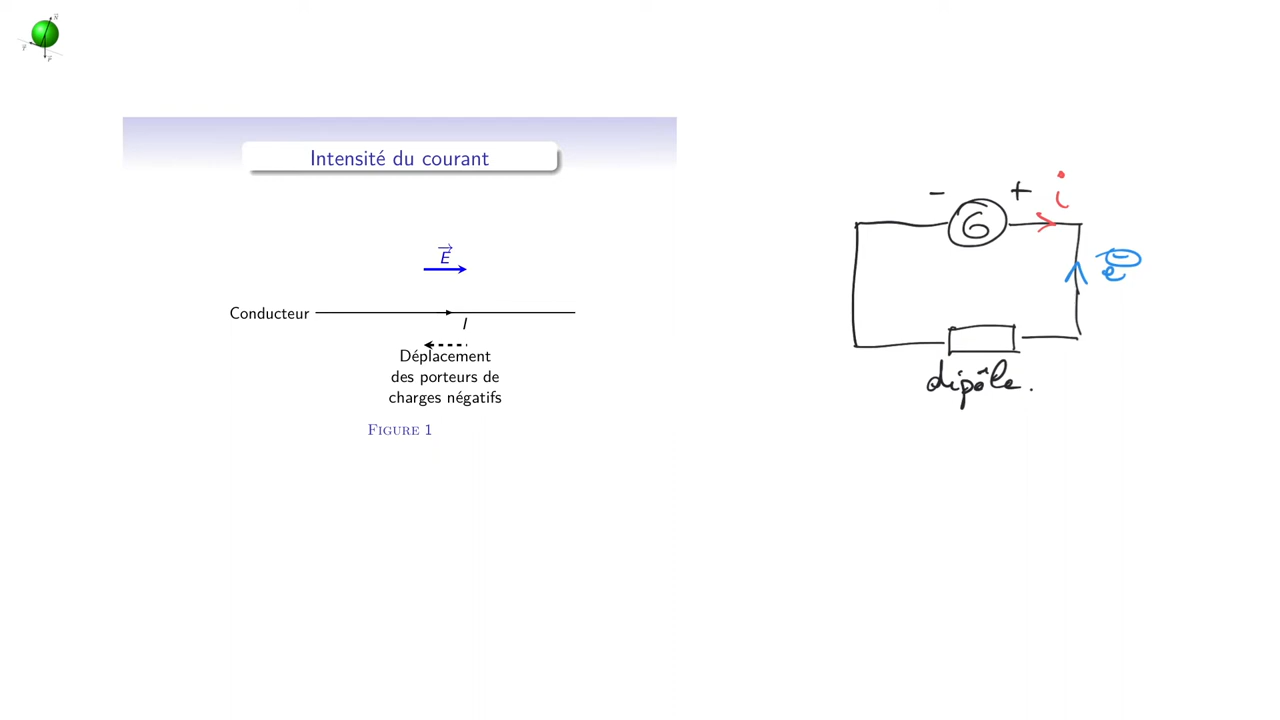 Intensité du courant
E
Conducteur
I
Déplacement
des porteurs de
charges négatifs
FIGURE 1
- + i
G
e⁻
dipôle.